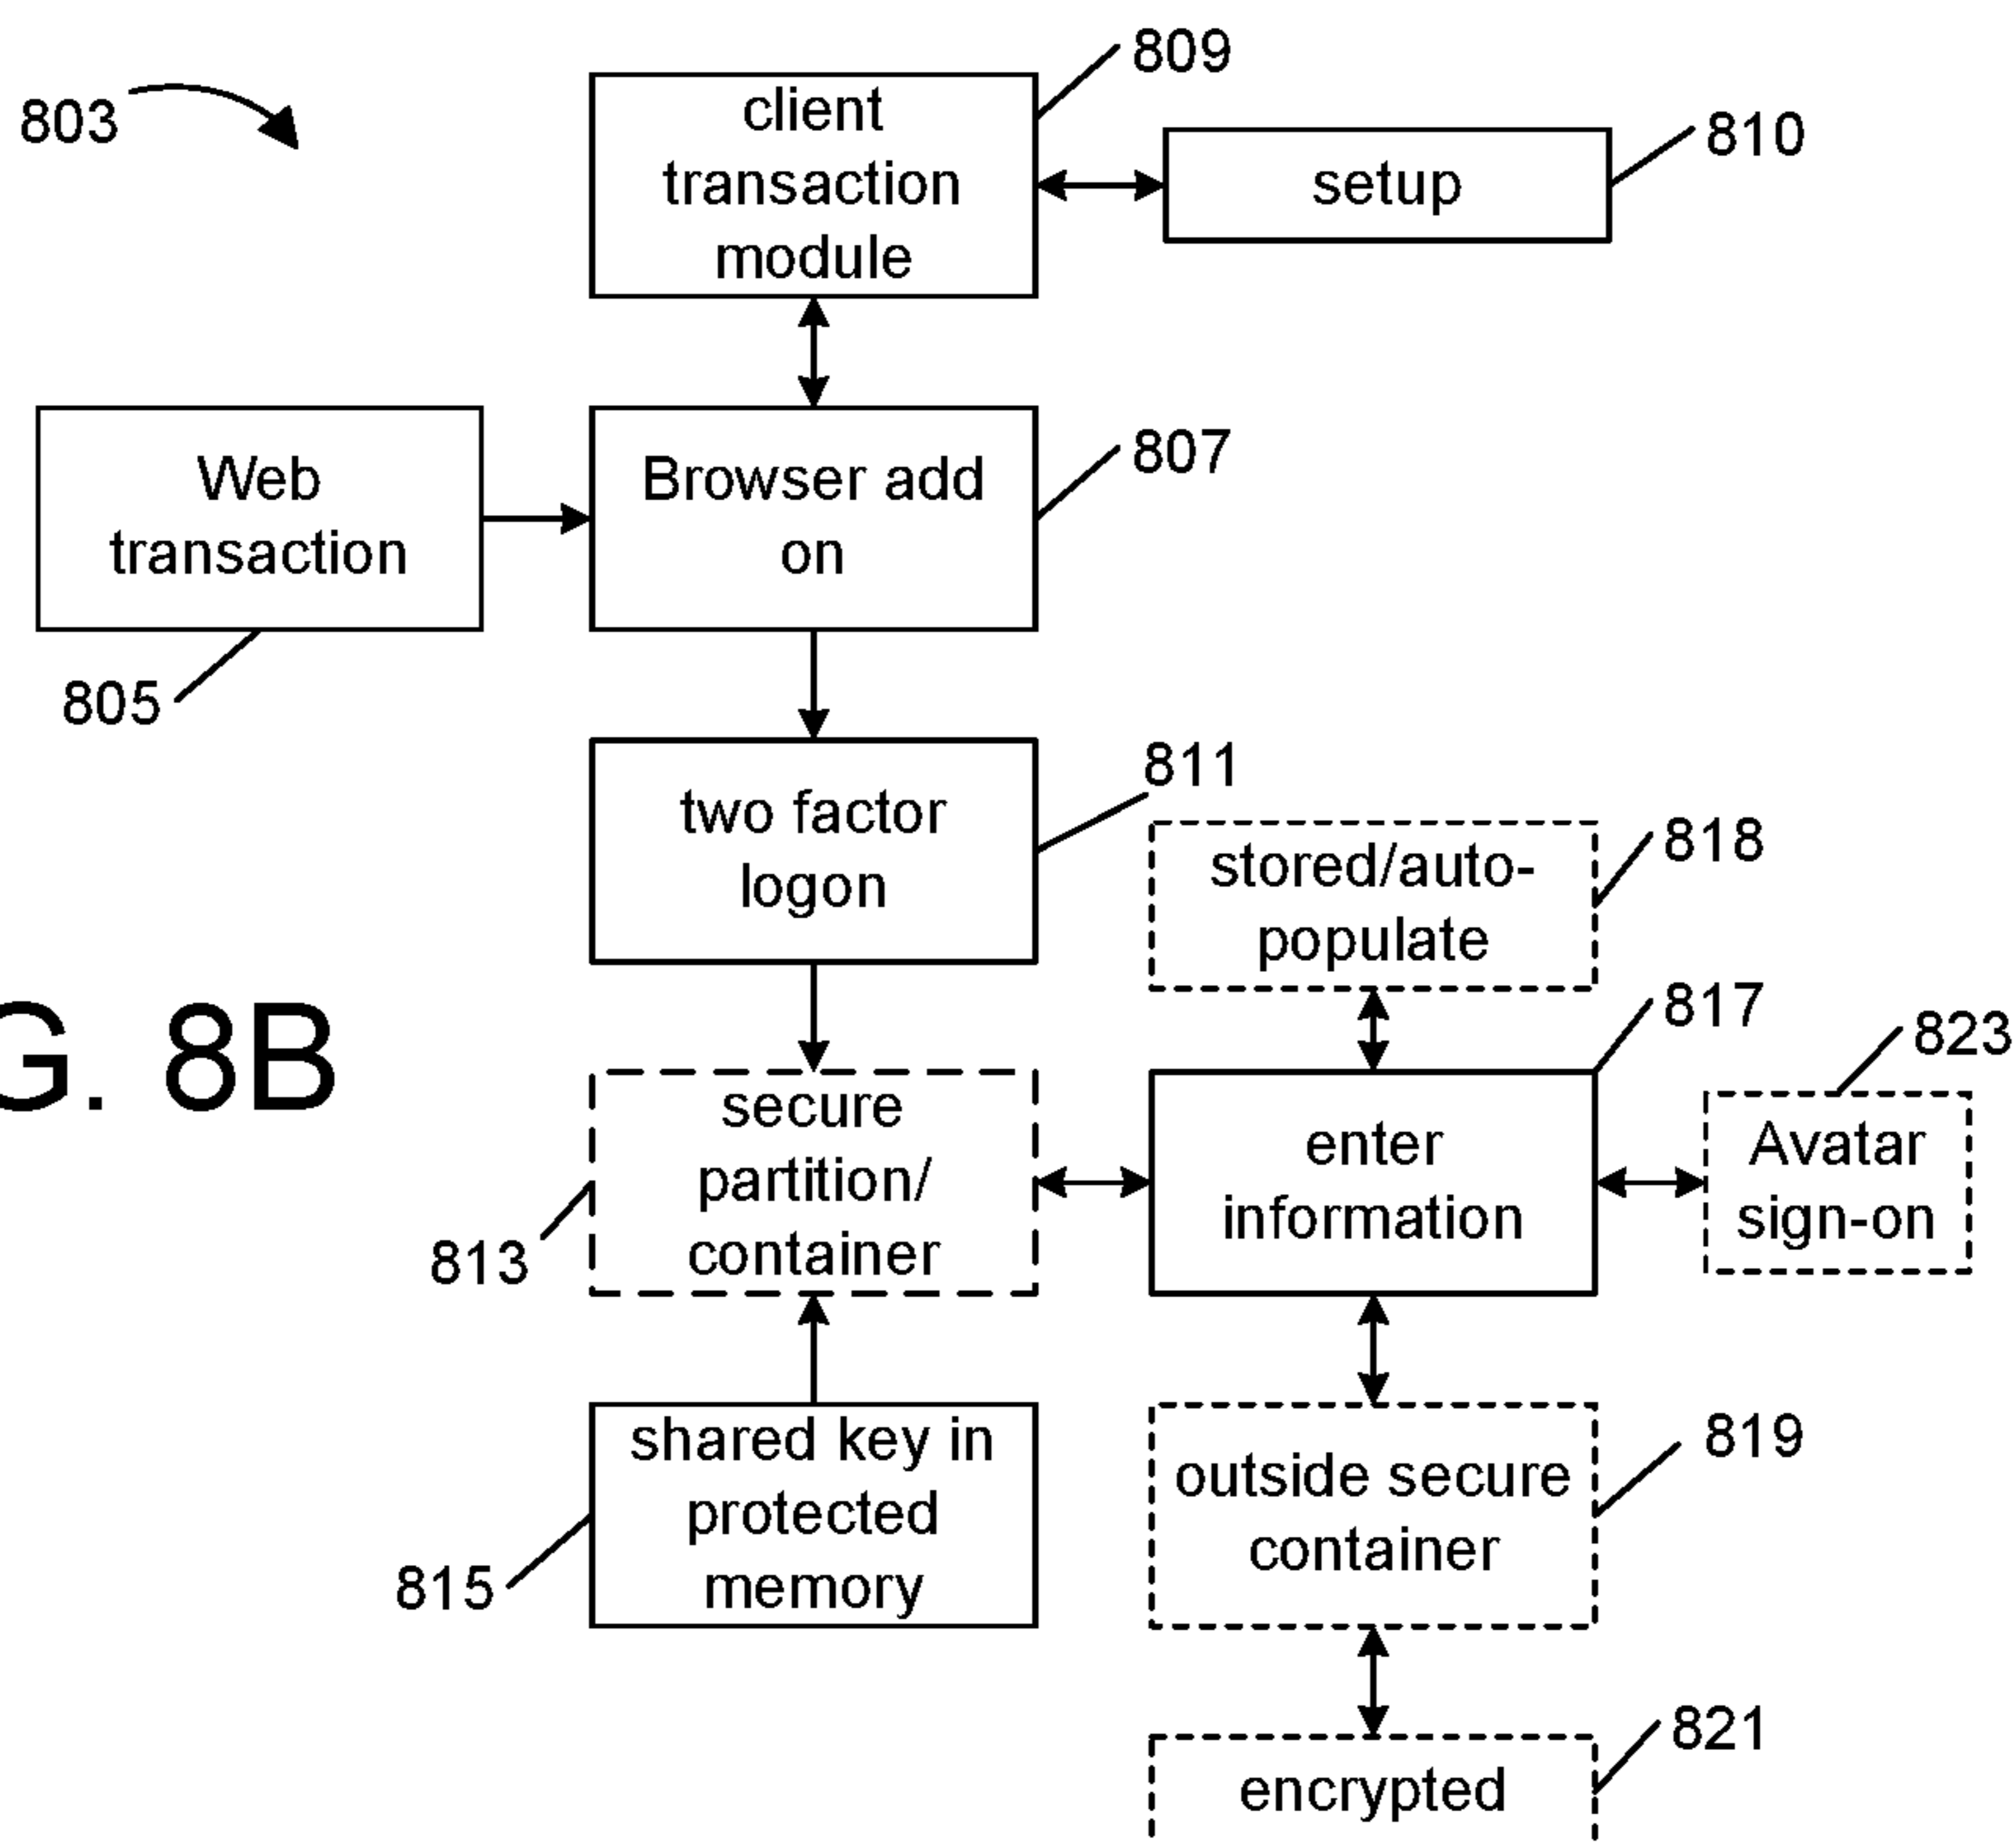 809
803
client
transaction
module
810
setup
Web
transaction
805
Browser add
on
807
two factor
logon
811
stored/auto-
populate
818
G. 8B
secure
partition/
container
813
enter
information
817
823
Avatar
sign-on
shared key in
protected
memory
815
outside secure
container
819
encrypted
821